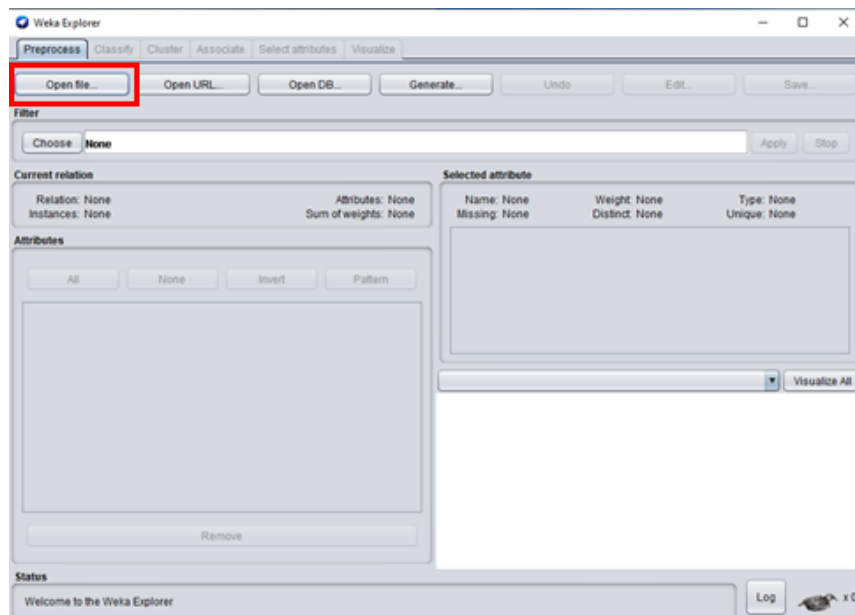 Weka Explorer
Preprocess Classify Cluster Associate Select attributes Visualize
Open file... Open URL... Open DB... Generate... Undo Edit... Save...
Filter
Choose None Apply Stop
Current relation
Relation: None Attributes: None
Instances: None Sum of weights: None
Selected attribute
Name: None Weight: None Type: None
Missing: None Distinct: None Unique: None
Attributes
All None Invert Pattern
Visualize All
Remove
Status
Welcome to the Weka Explorer
Log x 0